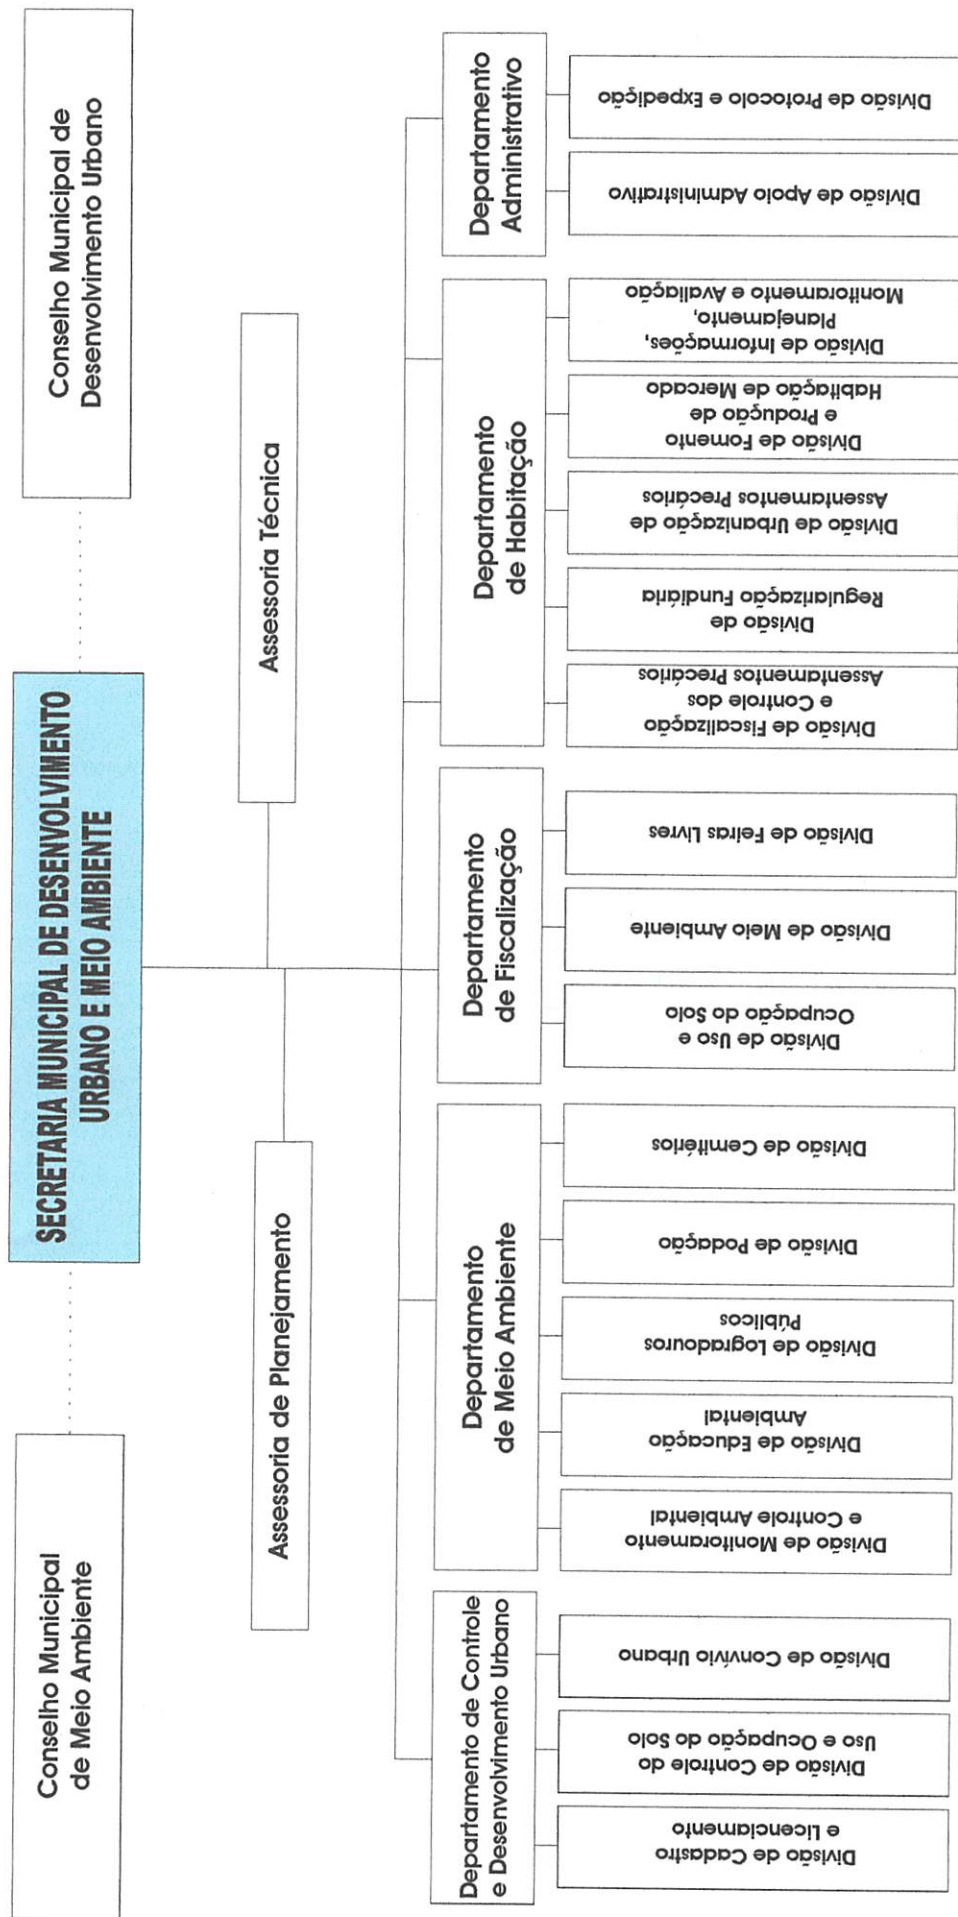 Conselho Municipal
de Meio Ambiente
SECRETARIA MUNICIPAL DE DESENVOLVIMENTO
URBANO E MEIO AMBIENTE
Conselho Municipal de
Desenvolvimento Urbano
Assessoria de Planejamento
Assessoria Técnica
Departamento de Controle
e Desenvolvimento Urbano
Departamento
de Meio Ambiente
Departamento
de Fiscalização
Departamento
de Habitação
Departamento
Administrativo
Divisão de Cadastro
e Licenciamento
Divisão de Controle do
Uso e Ocupação do Solo
Divisão de Convívio Urbano
Divisão de Monitoramento
e Controle Ambiental
Divisão de Educação
Ambiental
Divisão de Logradouros
Públicos
Divisão de Podação
Divisão de Cemitérios
Divisão de Uso e
Ocupação do Solo
Divisão de Meio Ambiente
Divisão de Feiras Livres
Divisão de Fiscalização
e Controle dos
Assentamentos Precários
Divisão de
Regularização Fundiária
Divisão de Urbanização de
Assentamentos Precários
Divisão de Fomento
e Produção de
Habitação de Mercado
Divisão de Informações,
Planejamento,
Monitoramento e Avaliação
Divisão de Apoio Administrativo
Divisão de Protocolo e Expedição